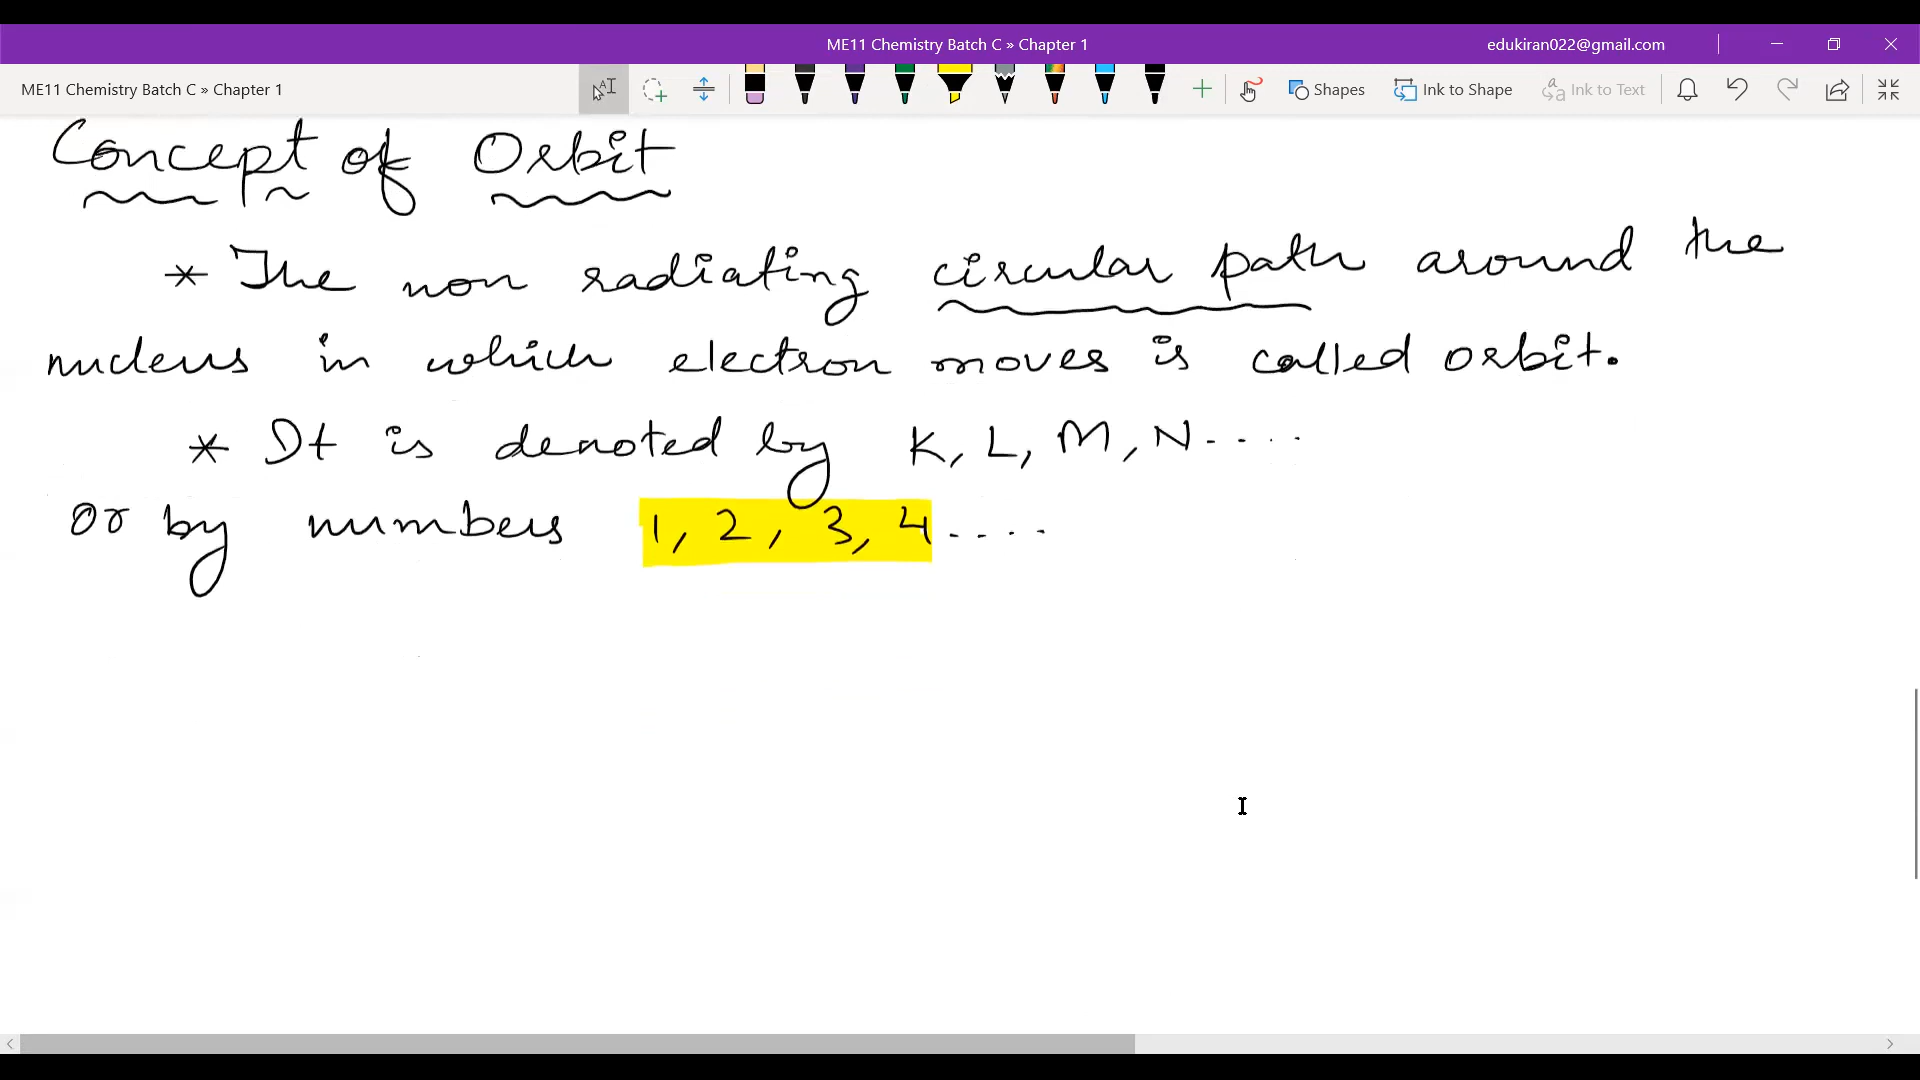 ME11 Chemistry Batch C » Chapter 1
edukiran022@gmail.com
ME11 Chemistry Batch C » Chapter 1
Shapes
Ink to Shape
Ink to Text
Concept of Orbit
* The non radiating circular path around the
nucleus in which electron moves is called orbit.
* It is denoted by K, L, M, N.....
Or by numbers 1, 2, 3, 4....